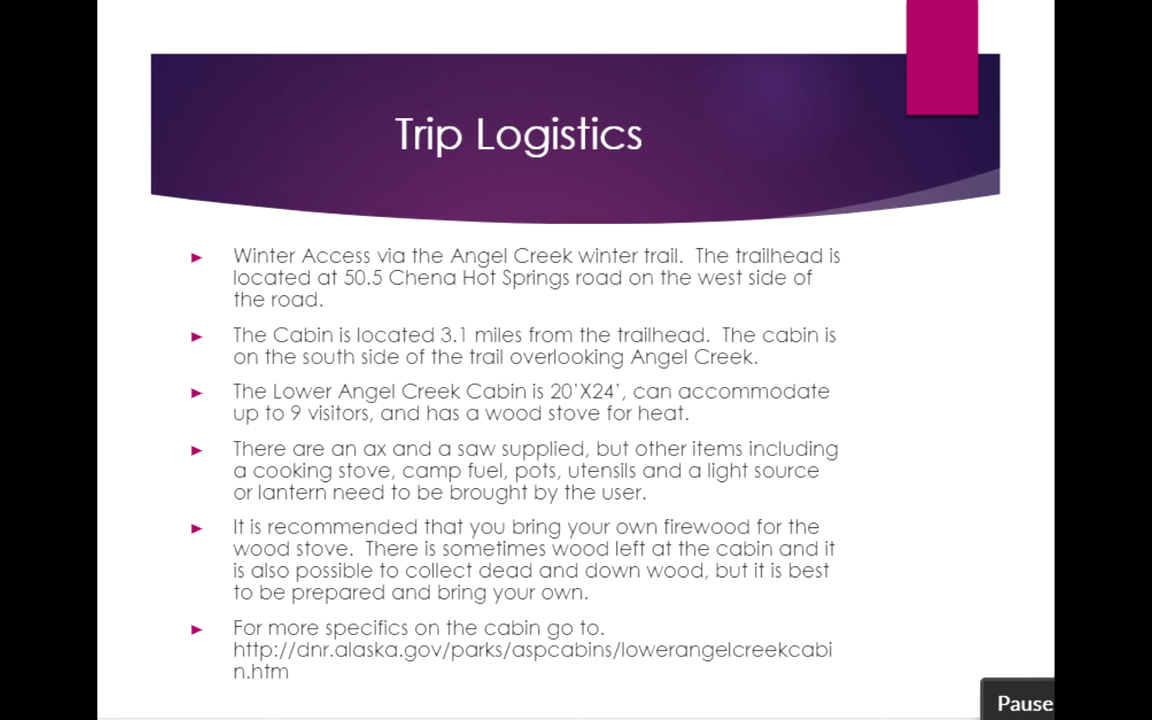 Trip Logistics
► Winter Access via the Angel Creek winter trail.  The trailhead is
located at 50.5 Chena Hot Springs road on the west side of
the road.
► The Cabin is located 3.1 miles from the trailhead.  The cabin is
on the south side of the trail overlooking Angel Creek.
► The Lower Angel Creek Cabin is 20'X24', can accommodate
up to 9 visitors, and has a wood stove for heat.
► There are an ax and a saw supplied, but other items including
a cooking stove, camp fuel, pots, utensils and a light source
or lantern need to be brought by the user.
► It is recommended that you bring your own firewood for the
wood stove.  There is sometimes wood left at the cabin and it
is also possible to collect dead and down wood, but it is best
to be prepared and bring your own.
► For more specifics on the cabin go to.
http://dnr.alaska.gov/parks/aspcabins/lowerangelcreekcabi
n.htm
Pause